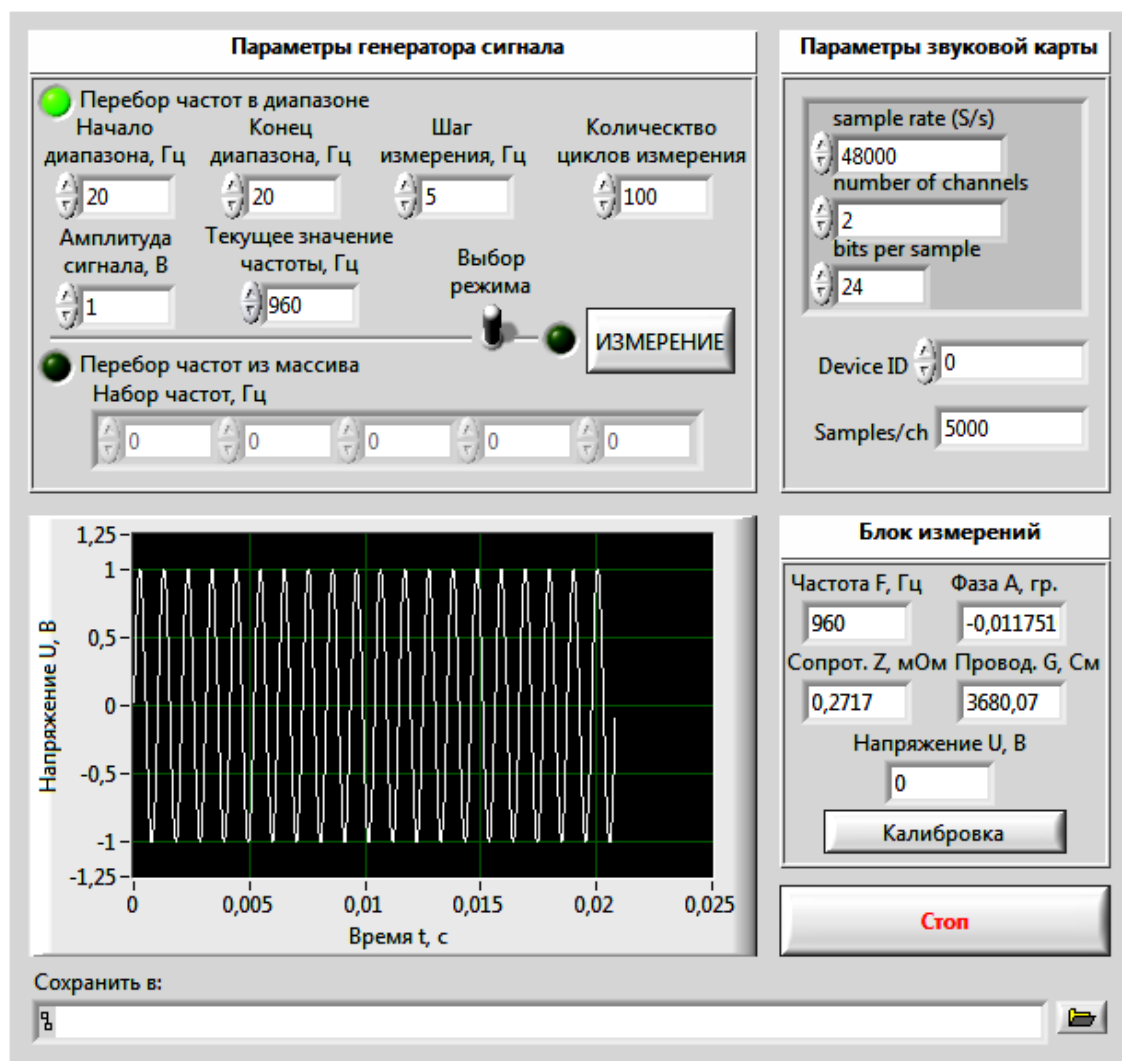 Параметры генератора сигнала
Перебор частот в диапазоне
Начало диапазона, Гц
20
Конец диапазона, Гц
20
Шаг измерения, Гц
5
Колическтво циклов измерения
100
Амплитуда сигнала, В
1
Текущее значение частоты, Гц
960
Выбор режима
ИЗМЕРЕНИЕ
Перебор частот из массива
Набор частот, Гц
0 0 0 0 0
Параметры звуковой карты
sample rate (S/s)
48000
number of channels
2
bits per sample
24
Device ID 0
Samples/ch 5000
Напряжение U, В
1,25
1
0,5
0
-0,5
-1
-1,25
0 0,005 0,01 0,015 0,02 0,025
Время t, с
Блок измерений
Частота F, Гц
960
Фаза A, гр.
-0,011751
Сопрот. Z, мОм
0,2717
Провод. G, См
3680,07
Напряжение U, В
0
Калибровка
Стоп
Сохранить в: